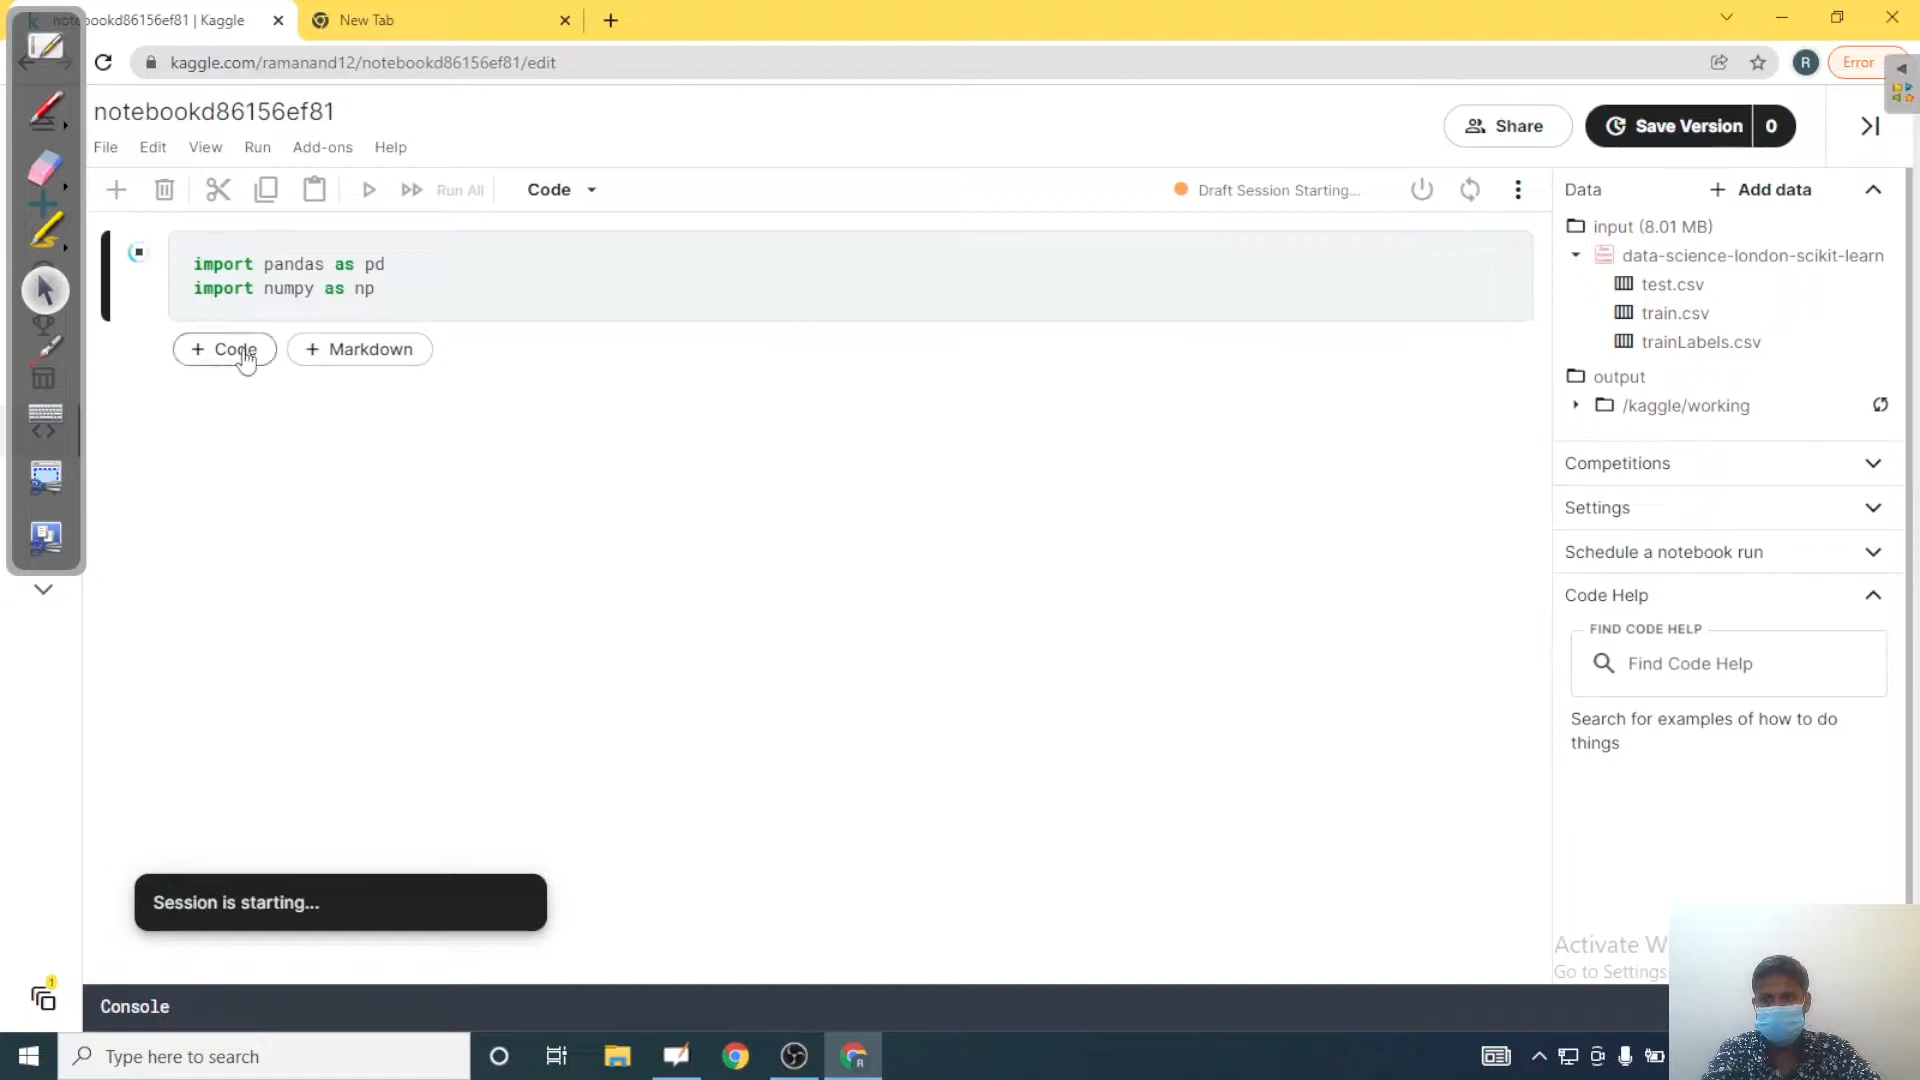 notebookd86156ef81 | Kaggle
New Tab
kaggle.com/ramanand12/notebookd86156ef81/edit
R
Error
notebookd86156ef81
Share
Save Version
0
File
Edit
View
Run
Add-ons
Help
Run All
Code
Draft Session Starting...
Data
+ Add data
import pandas as pd
import numpy as np
+ Code
+ Markdown
input (8.01 MB)
data-science-london-scikit-learn
test.csv
train.csv
trainLabels.csv
output
/kaggle/working
Competitions
Settings
Schedule a notebook run
Code Help
FIND CODE HELP
Find Code Help
Search for examples of how to do
things
Session is starting...
Activate W
Go to Settings
1
Console
Type here to search